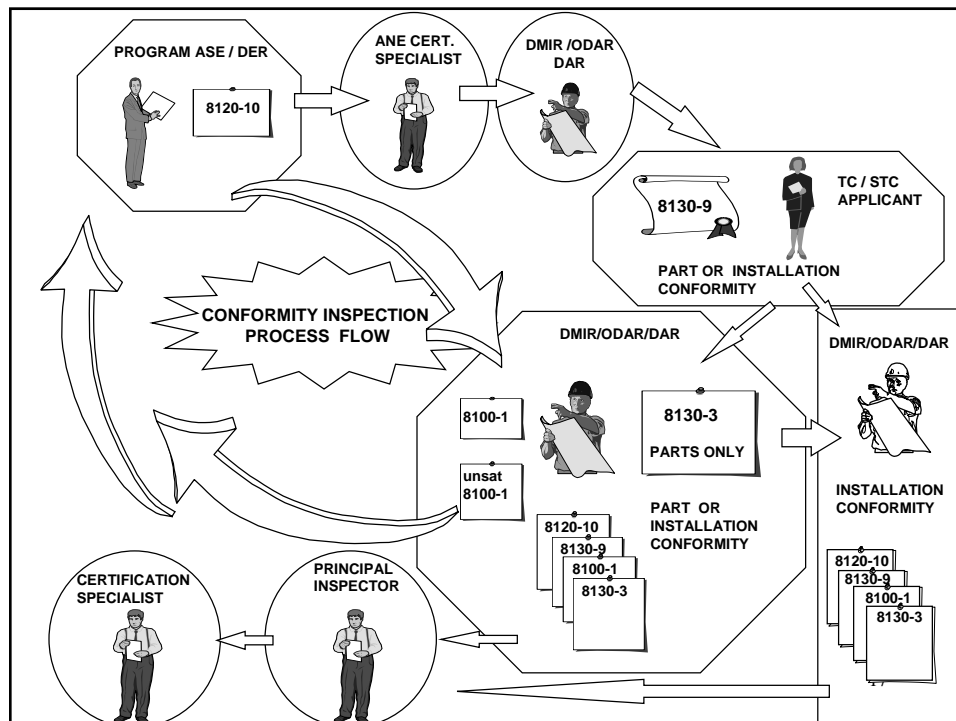 PROGRAM ASE / DER
8120-10
ANE CERT.
SPECIALIST
DMIR /ODAR
DAR
8130-9
TC / STC
APPLICANT
PART OR INSTALLATION
CONFORMITY
CONFORMITY INSPECTION
PROCESS FLOW
DMIR/ODAR/DAR
8100-1
unsat
8100-1
8130-3
PARTS ONLY
PART OR
INSTALLATION
CONFORMITY
8120-10
8130-9
8100-1
8130-3
DMIR/ODAR/DAR
INSTALLATION
CONFORMITY
8120-10
8130-9
8100-1
8130-3
PRINCIPAL
INSPECTOR
CERTIFICATION
SPECIALIST